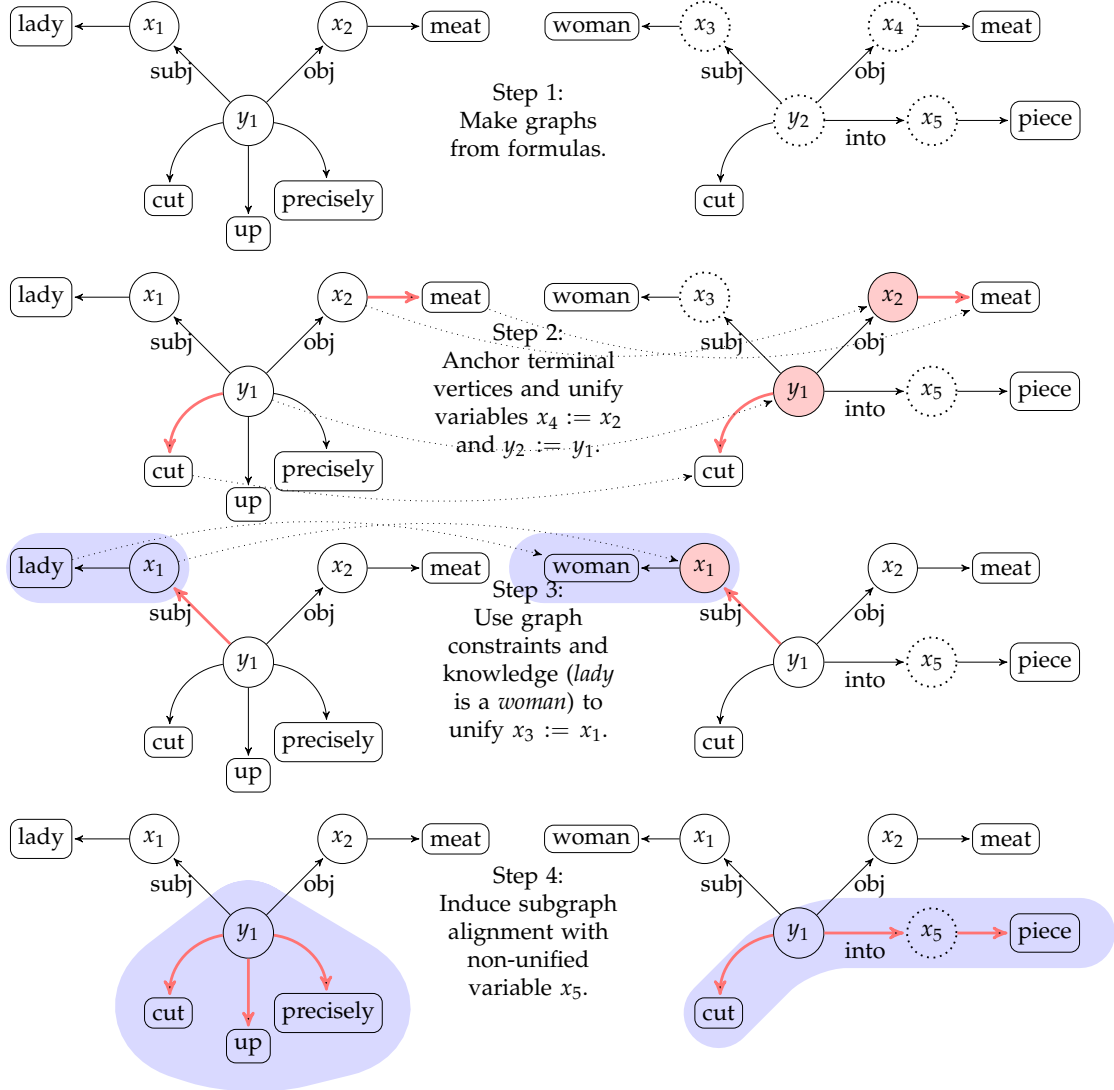 lady x1 x2 meat woman x3 x4 meat
subj obj subj obj
Step 1:
Make graphs
from formulas.
y1 y2 x5 piece
into
cut up precisely cut
lady x1 x2 meat woman x3 x2 meat
subj obj subj obj
Step 2:
Anchor terminal
vertices and unify
variables x4 := x2
and y2 := y1.
y1 y1 x5 piece
into
cut up precisely cut
lady x1 x2 meat woman x1 x2 meat
subj obj subj obj
Step 3:
Use graph
constraints and
knowledge (lady
is a woman) to
unify x3 := x1.
y1 y1 x5 piece
into
cut up precisely cut
lady x1 x2 meat woman x1 x2 meat
subj obj subj obj
Step 4:
Induce subgraph
alignment with
non-unified
variable x5.
y1 y1 x5 piece
into
cut up precisely cut